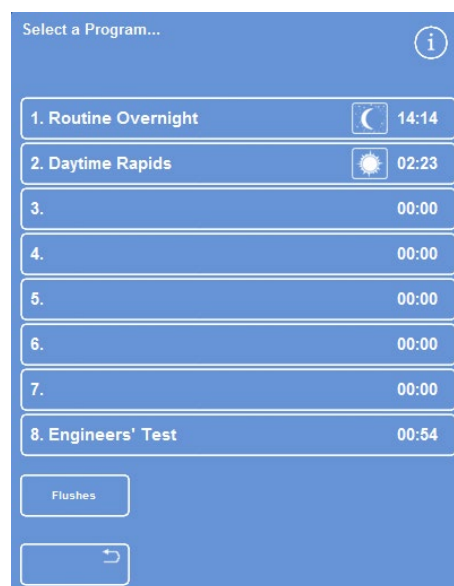 Select a Program...
i
1. Routine Overnight 14:14
2. Daytime Rapids 02:23
3. 00:00
4. 00:00
5. 00:00
6. 00:00
7. 00:00
8. Engineers' Test 00:54
Flushes